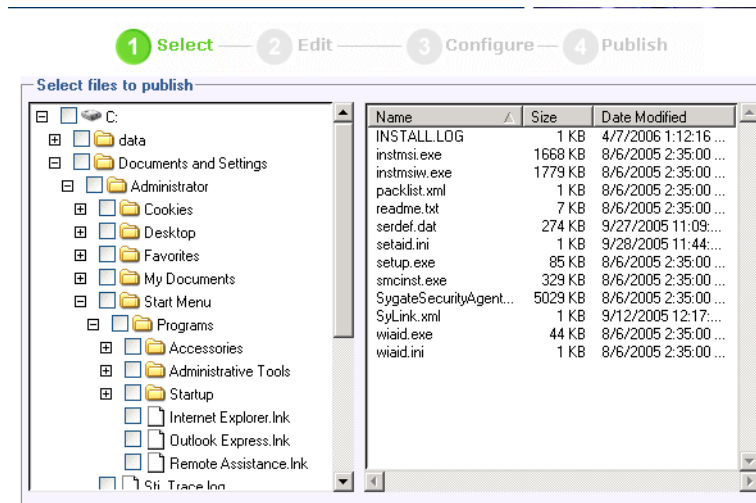 1 Select 2 Edit 3 Configure 4 Publish
Select files to publish
C:
data
Documents and Settings
Administrator
Cookies
Desktop
Favorites
My Documents
Start Menu
Programs
Accessories
Administrative Tools
Startup
Internet Explorer.lnk
Outlook Express.lnk
Remote Assistance.lnk
Sti_Trace.log
Name Size Date Modified
INSTALL.LOG 1 KB 4/7/2006 1:12:16 ...
instmsi.exe 1668 KB 8/6/2005 2:35:00 ...
instmsiw.exe 1779 KB 8/6/2005 2:35:00 ...
packlist.xml 1 KB 8/6/2005 2:35:00 ...
readme.txt 7 KB 8/6/2005 2:35:00 ...
serdef.dat 274 KB 9/27/2005 11:09:...
setaid.ini 1 KB 9/28/2005 11:44:...
setup.exe 85 KB 8/6/2005 2:35:00 ...
smcinst.exe 329 KB 8/6/2005 2:35:00 ...
SygateSecurityAgent... 5029 KB 8/6/2005 2:35:00 ...
SyLink.xml 1 KB 9/12/2005 12:17:...
wiaid.exe 44 KB 8/6/2005 2:35:00 ...
wiaid.ini 1 KB 8/6/2005 2:35:00 ...